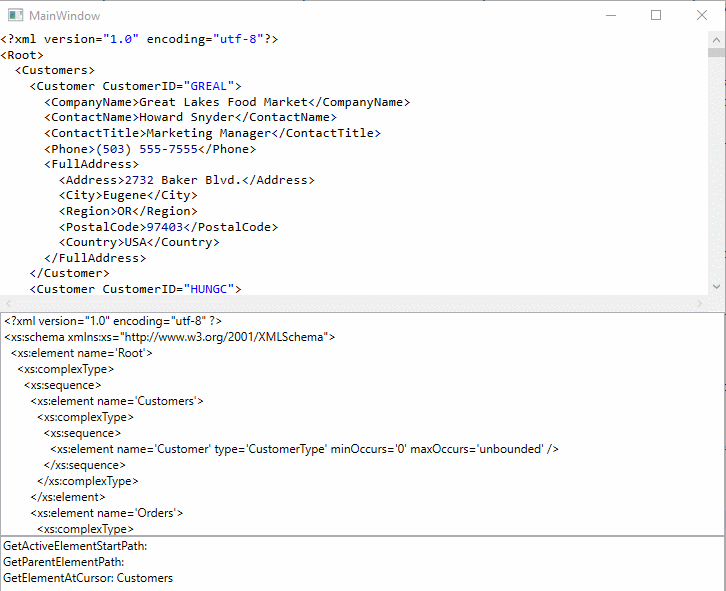 MainWindow
<?xml version="1.0" encoding="utf-8"?>
<Root>
  <Customers>
    <Customer CustomerID="GREAL">
      <CompanyName>Great Lakes Food Market</CompanyName>
      <ContactName>Howard Snyder</ContactName>
      <ContactTitle>Marketing Manager</ContactTitle>
      <Phone>(503) 555-7555</Phone>
      <FullAddress>
        <Address>2732 Baker Blvd.</Address>
        <City>Eugene</City>
        <Region>OR</Region>
        <PostalCode>97403</PostalCode>
        <Country>USA</Country>
      </FullAddress>
    </Customer>
    <Customer CustomerID="HUNGC">
<?xml version="1.0" encoding="utf-8" ?>
<xs:schema xmlns:xs="http://www.w3.org/2001/XMLSchema">
  <xs:element name='Root'>
    <xs:complexType>
      <xs:sequence>
        <xs:element name='Customers'>
          <xs:complexType>
            <xs:sequence>
              <xs:element name='Customer' type='CustomerType' minOccurs='0' maxOccurs='unbounded' />
            </xs:sequence>
          </xs:complexType>
        </xs:element>
        <xs:element name='Orders'>
          <xs:complexType>
GetActiveElementStartPath:
GetParentElementPath:
GetElementAtCursor: Customers